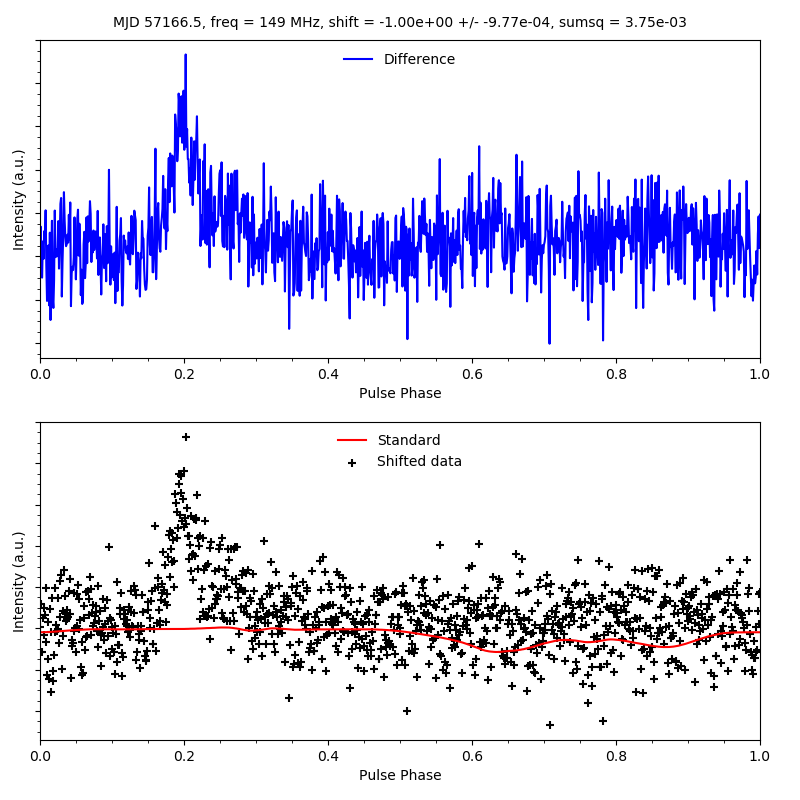 MJD 57166.5, freq = 149 MHz, shift = -1.00e+00 +/- -9.77e-04, sumsq = 3.75e-03
Difference
Intensity (a.u.)
0.0 0.2 0.4 0.6 0.8 1.0
Pulse Phase
Standard
Shifted data
Intensity (a.u.)
0.0 0.2 0.4 0.6 0.8 1.0
Pulse Phase